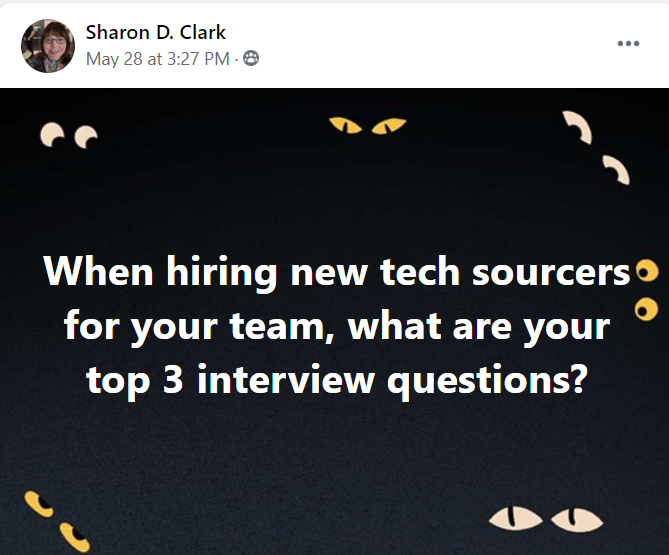 Sharon D. Clark
May 28 at 3:27 PM ·
When hiring new tech sourcers
for your team, what are your
top 3 interview questions?